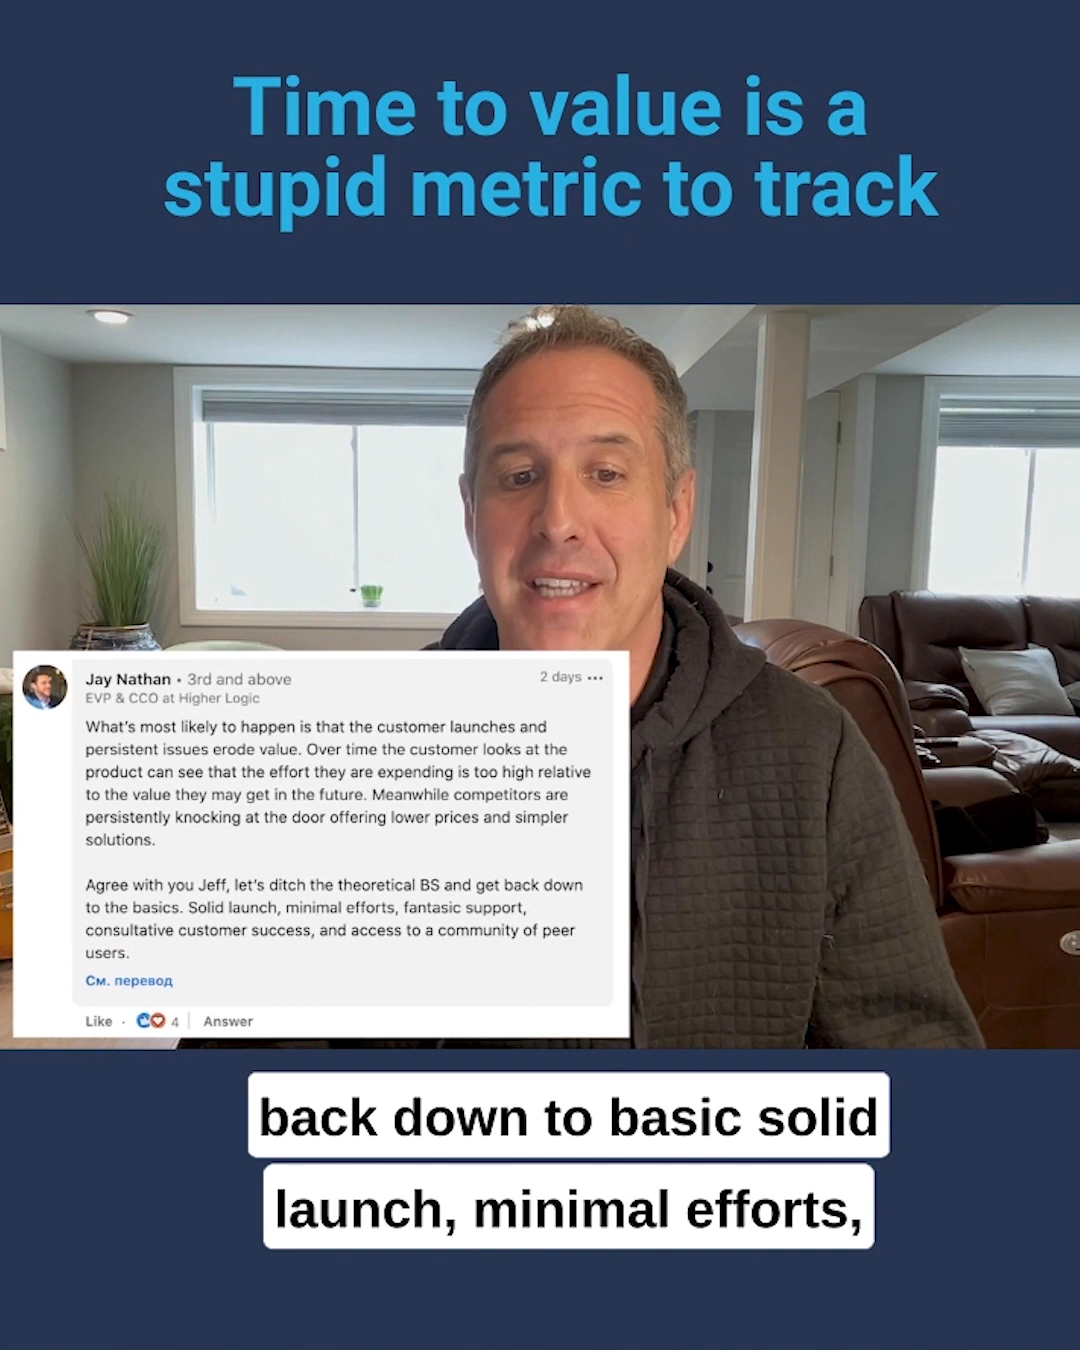 Time to value is a
stupid metric to track
Jay Nathan • 3rd and above
2 days •••
EVP & CCO at Higher Logic
What's most likely to happen is that the customer launches and
persistent issues erode value. Over time the customer looks at the
product can see that the effort they are expending is too high relative
to the value they may get in the future. Meanwhile competitors are
persistently knocking at the door offering lower prices and simpler
solutions.
Agree with you Jeff, let's ditch the theoretical BS and get back down
to the basics. Solid launch, minimal efforts, fantasic support,
consultative customer success, and access to a community of peer
users.
См. перевод
Like · 4 | Answer
back down to basic solid
launch, minimal efforts,